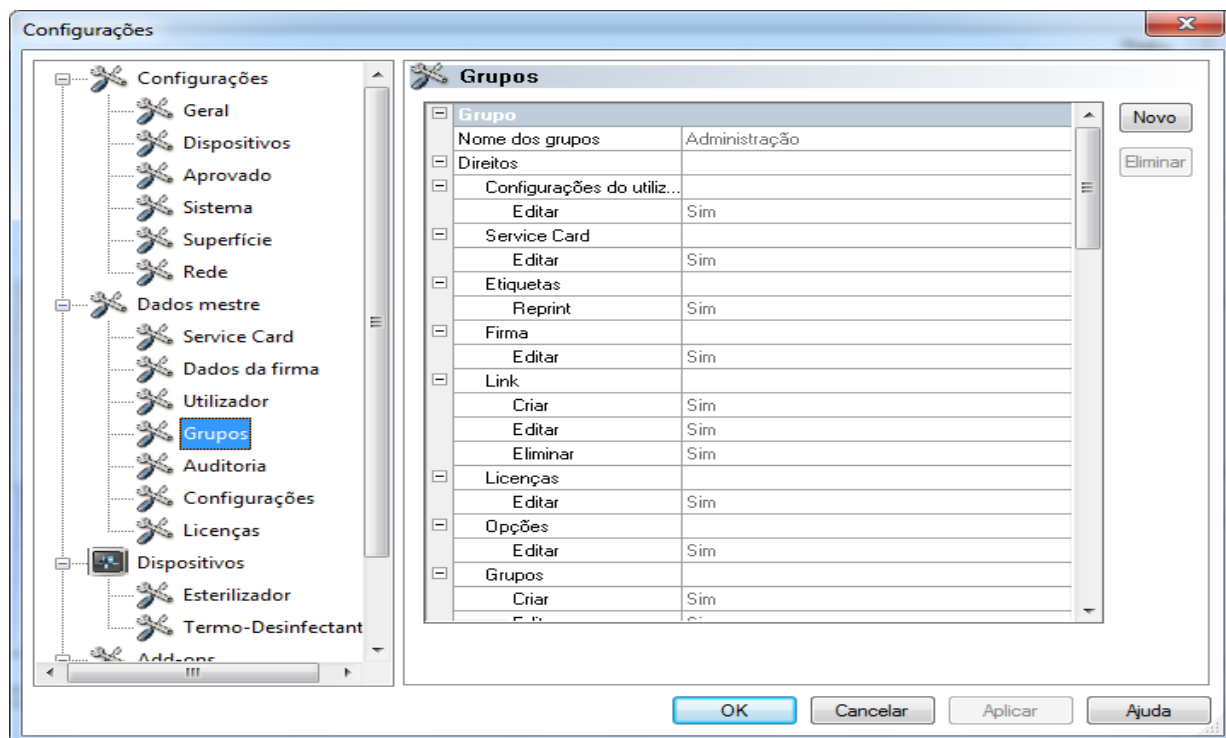 Configurações
Configurações
Geral
Dispositivos
Aprovado
Sistema
Superfície
Rede
Dados mestre
Service Card
Dados da firma
Utilizador
Grupos
Auditoria
Configurações
Licenças
Dispositivos
Esterilizador
Termo-Desinfectant
Add-ons
Grupos
Grupo
Nome dos grupos Administração
Direitos
Configurações do utiliz...
Editar Sim
Service Card
Editar Sim
Etiquetas
Reprint Sim
Firma
Editar Sim
Link
Criar Sim
Editar Sim
Eliminar Sim
Licenças
Editar Sim
Opções
Editar Sim
Grupos
Criar Sim
Novo
Eliminar
OK
Cancelar
Aplicar
Ajuda